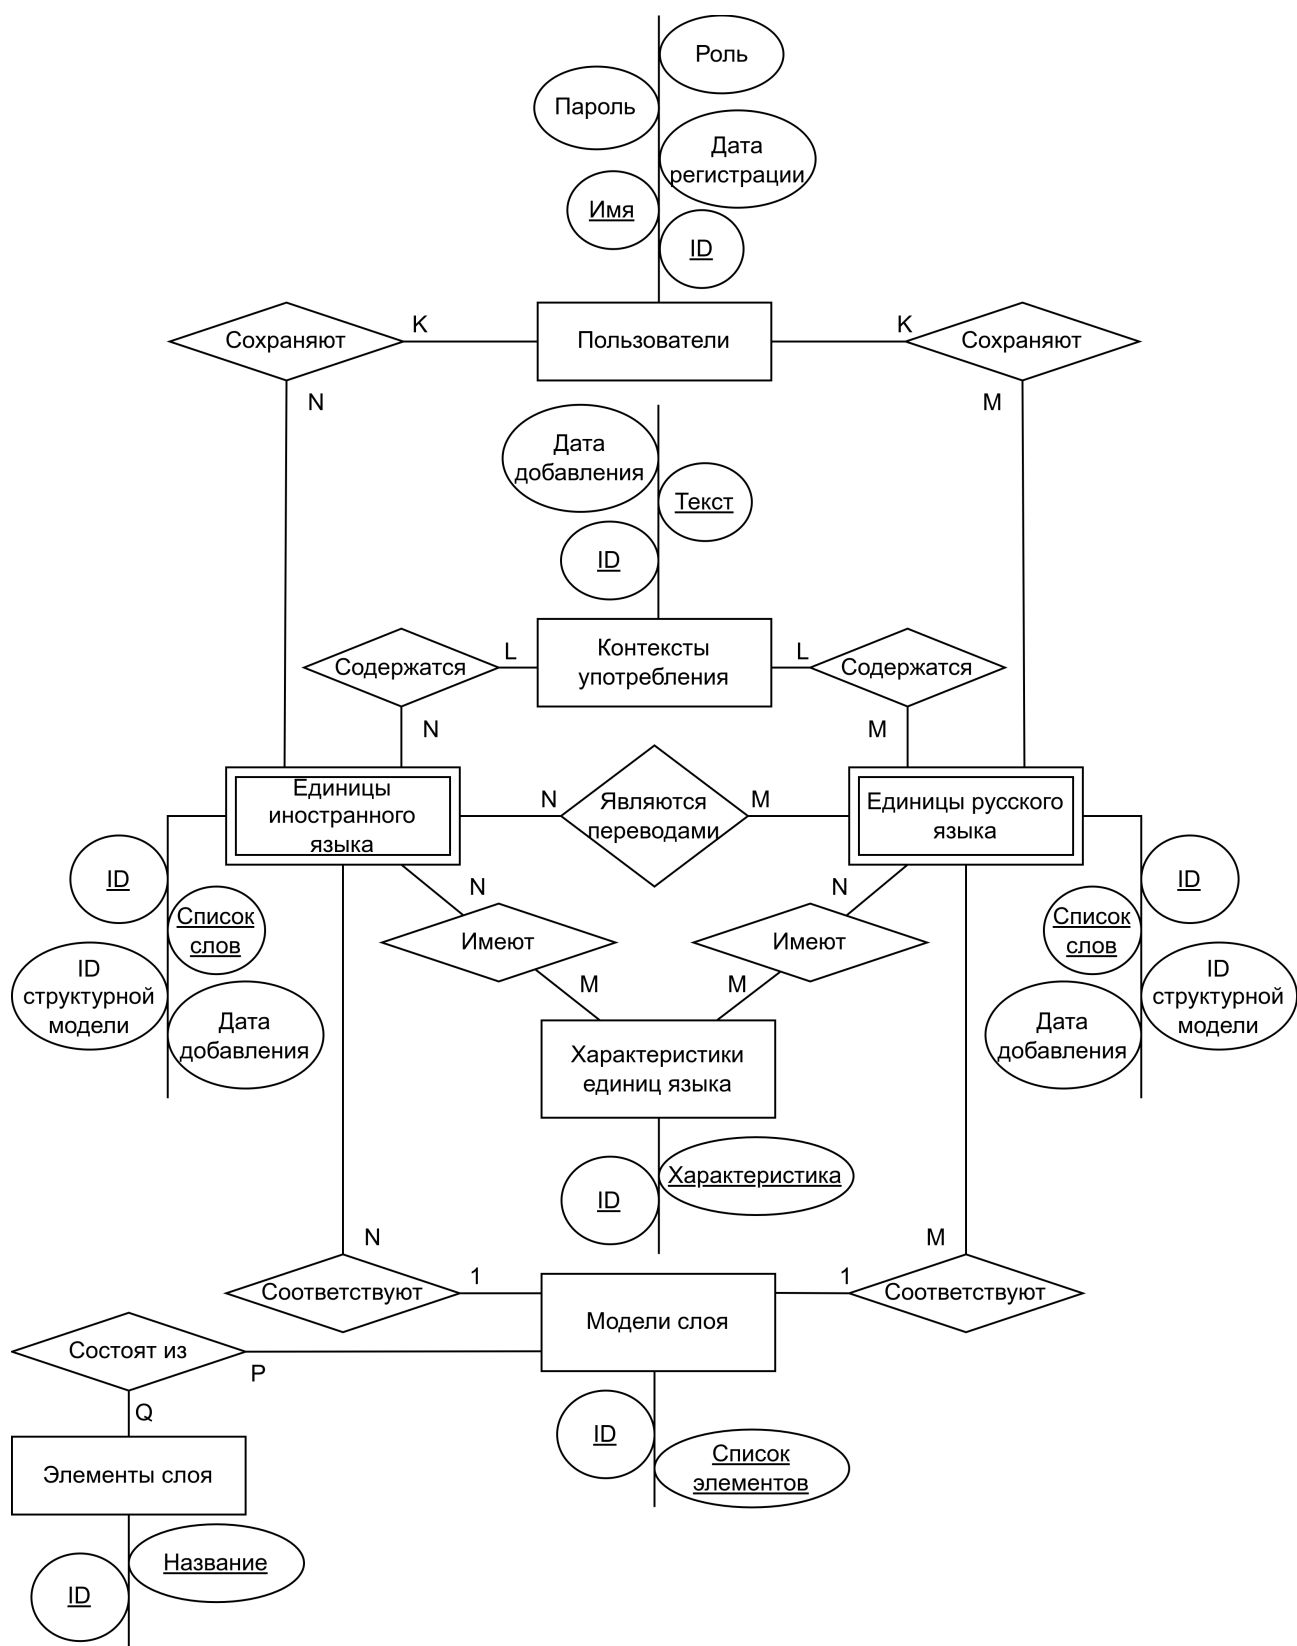 Роль
Пароль
Дата
регистрации
Имя
ID
Сохраняют
K
Пользователи
K
Сохраняют
N
M
Дата
добавления
Текст
ID
Содержатся
L
Контексты
употребления
L
Содержатся
N
M
Единицы
иностранного
языка
N
Являются
переводами
M
Единицы русского
языка
ID
Список
слов
ID
структурной
модели
Дата
добавления
N
Имеют
M
N
Имеют
M
ID
Список
слов
ID
структурной
модели
Дата
добавления
Характеристики
единиц языка
Характеристика
ID
N
M
Соответствуют
1
Модели слоя
1
Соответствуют
Состоят из
P
Q
ID
Список
элементов
Элементы слоя
Название
ID